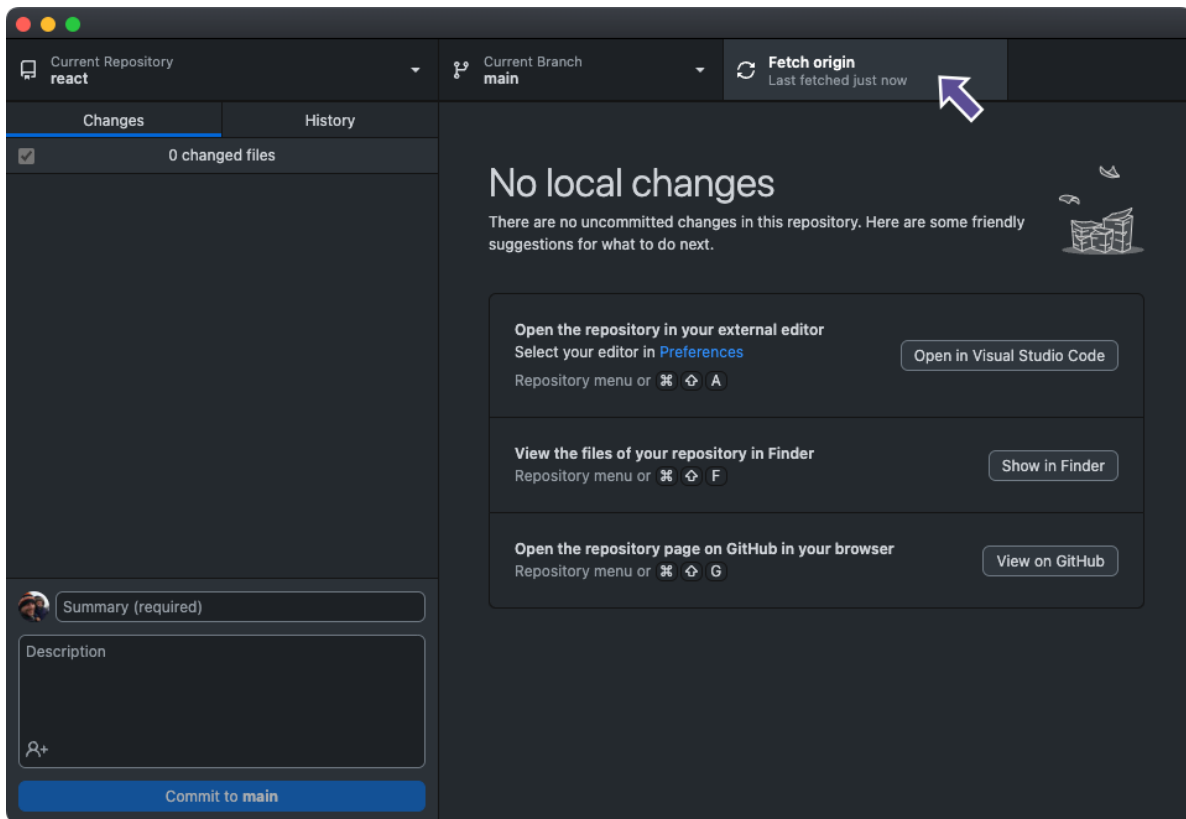 Current Repository
react
Current Branch
main
Fetch origin
Last fetched just now
Changes
History
0 changed files
No local changes
There are no uncommitted changes in this repository. Here are some friendly
suggestions for what to do next.
Open the repository in your external editor
Select your editor in Preferences
Repository menu or ⌘ ⇧ A
Open in Visual Studio Code
View the files of your repository in Finder
Repository menu or ⌘ ⇧ F
Show in Finder
Open the repository page on GitHub in your browser
Repository menu or ⌘ ⇧ G
View on GitHub
Summary (required)
Description
Commit to main